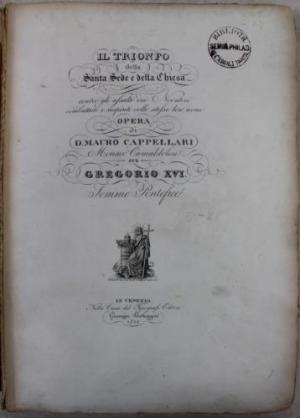 IL TRIONFO
della
Santa Sede e della Chiesa
contro gli assalti dei Novatori
combattuti e respinti colle stesse loro armi
OPERA
di
D. MAURO CAPPELLARI
Monaco Camaldolese
ORA
GREGORIO XVI
Sommo Pontefice
IN VENEZIA
Nella Casa del Tipografo Editore
Giuseppe Battaggia